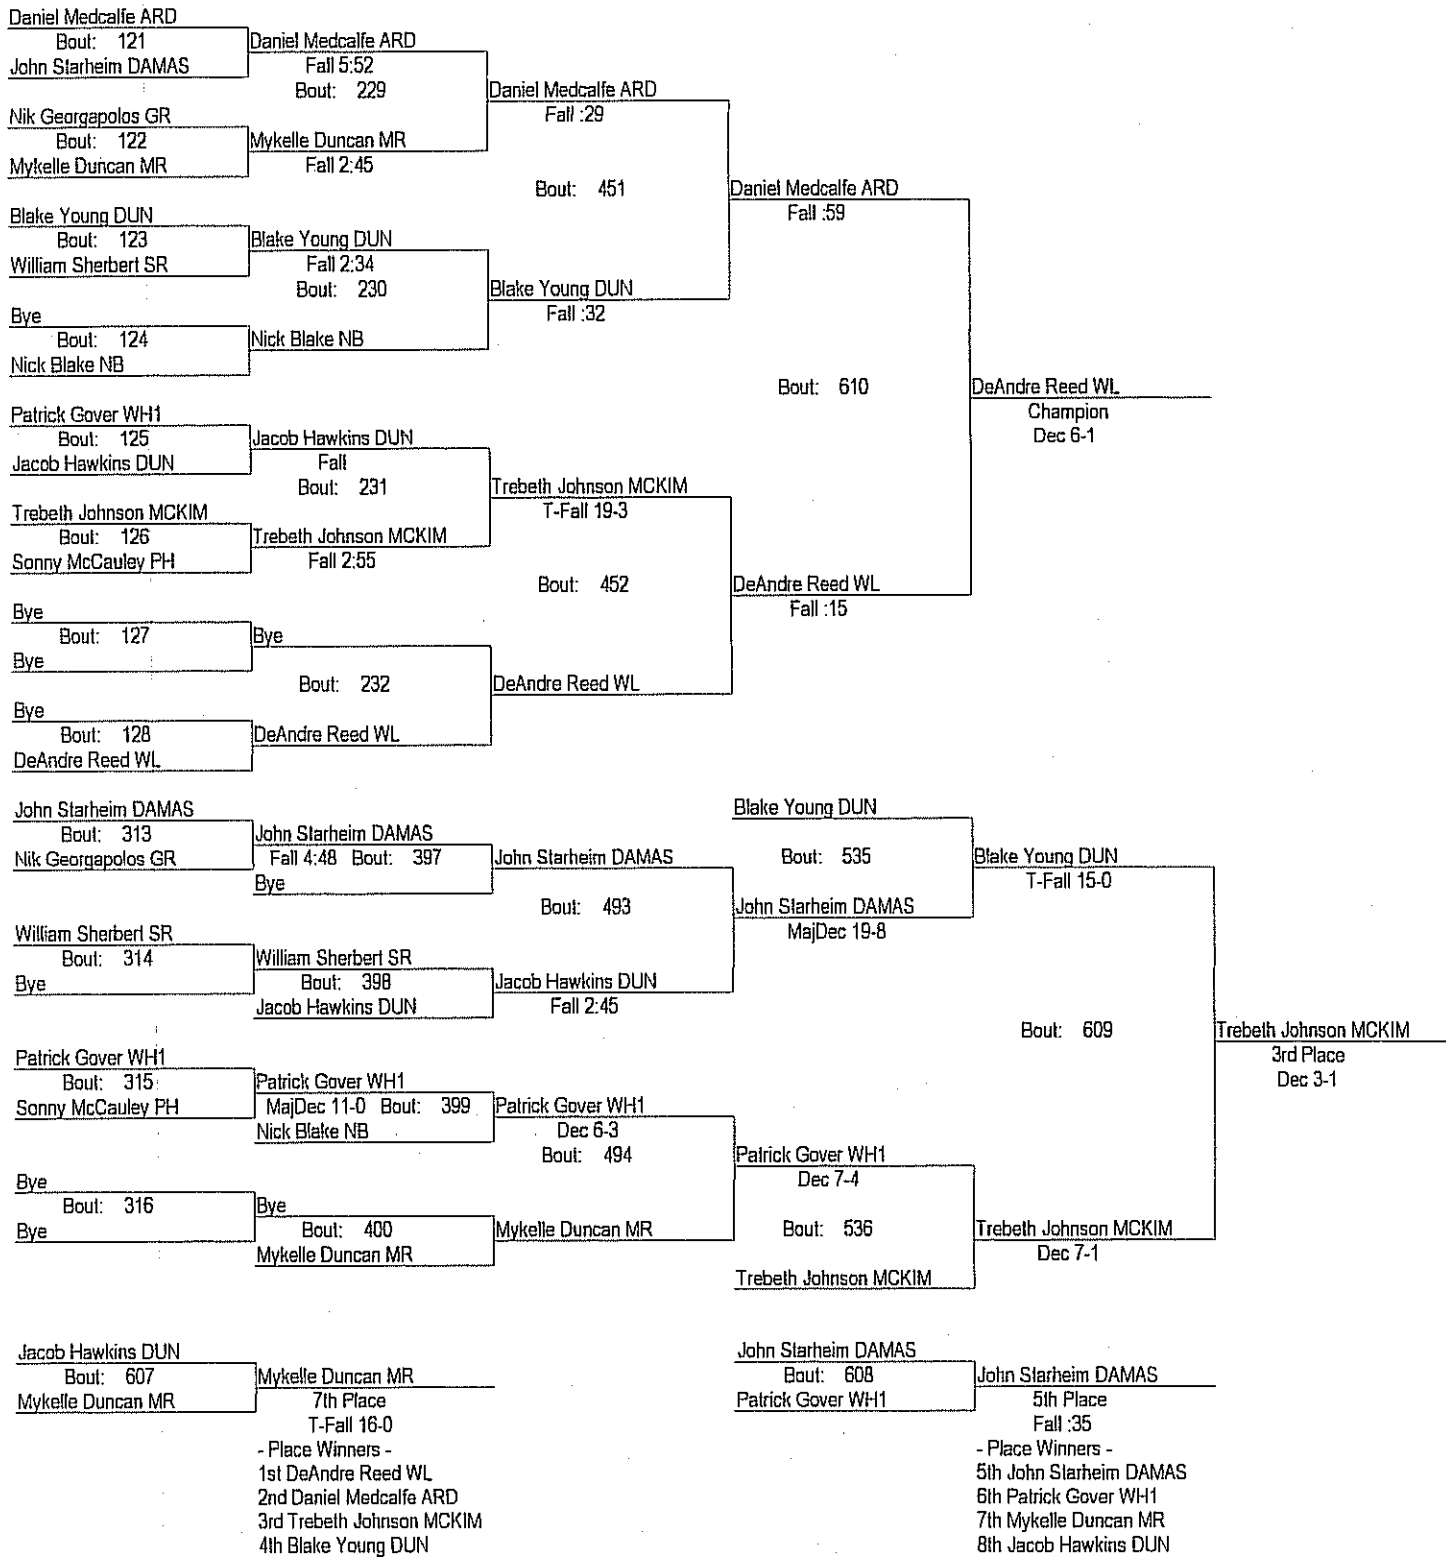 Daniel Medcalfe ARD
Bout: 121
John Starheim DAMAS
Daniel Medcalfe ARD
Fall 5:52
Bout: 229
Nik Georgapolos GR
Bout: 122
Mykelle Duncan MR
Mykelle Duncan MR
Fall 2:45
Daniel Medcalfe ARD
Fall :29
Bout: 451
Blake Young DUN
Bout: 123
William Sherbert SR
Blake Young DUN
Fall 2:34
Bout: 230
Bye
Bout: 124
Nick Blake NB
Nick Blake NB
Blake Young DUN
Fall :32
Daniel Medcalfe ARD
Fall :59
Bout: 610
DeAndre Reed WL
Champion
Dec 6-1
Patrick Gover WH1
Bout: 125
Jacob Hawkins DUN
Jacob Hawkins DUN
Fall
Bout: 231
Trebeth Johnson MCKIM
Bout: 126
Sonny McCauley PH
Trebeth Johnson MCKIM
Fall 2:55
Trebeth Johnson MCKIM
T-Fall 19-3
Bout: 452
DeAndre Reed WL
Fall :15
Bye
Bout: 127
Bye
Bye
Bout: 232
Bye
Bout: 128
DeAndre Reed WL
DeAndre Reed WL
DeAndre Reed WL
John Starheim DAMAS
Bout: 313
Nik Georgapolos GR
John Starheim DAMAS
Fall 4:48 Bout: 397
Bye
John Starheim DAMAS
Bout: 493
William Sherbert SR
Bout: 314
Bye
William Sherbert SR
Bout: 398
Jacob Hawkins DUN
Jacob Hawkins DUN
Fall 2:45
Blake Young DUN
Bout: 535
John Starheim DAMAS
MajDec 19-8
Blake Young DUN
T-Fall 15-0
Bout: 609
Trebeth Johnson MCKIM
3rd Place
Dec 3-1
Patrick Gover WH1
Bout: 315
Sonny McCauley PH
Patrick Gover WH1
MajDec 11-0 Bout: 399
Nick Blake NB
Patrick Gover WH1
Dec 6-3
Bout: 494
Bye
Bout: 316
Bye
Bye
Bout: 400
Mykelle Duncan MR
Mykelle Duncan MR
Patrick Gover WH1
Dec 7-4
Bout: 536
Trebeth Johnson MCKIM
Trebeth Johnson MCKIM
Dec 7-1
Jacob Hawkins DUN
Bout: 607
Mykelle Duncan MR
Mykelle Duncan MR
7th Place
T-Fall 16-0
- Place Winners -
1st DeAndre Reed WL
2nd Daniel Medcalfe ARD
3rd Trebeth Johnson MCKIM
4th Blake Young DUN
John Starheim DAMAS
Bout: 608
Patrick Gover WH1
John Starheim DAMAS
5th Place
Fall :35
- Place Winners -
5th John Starheim DAMAS
6th Patrick Gover WH1
7th Mykelle Duncan MR
8th Jacob Hawkins DUN